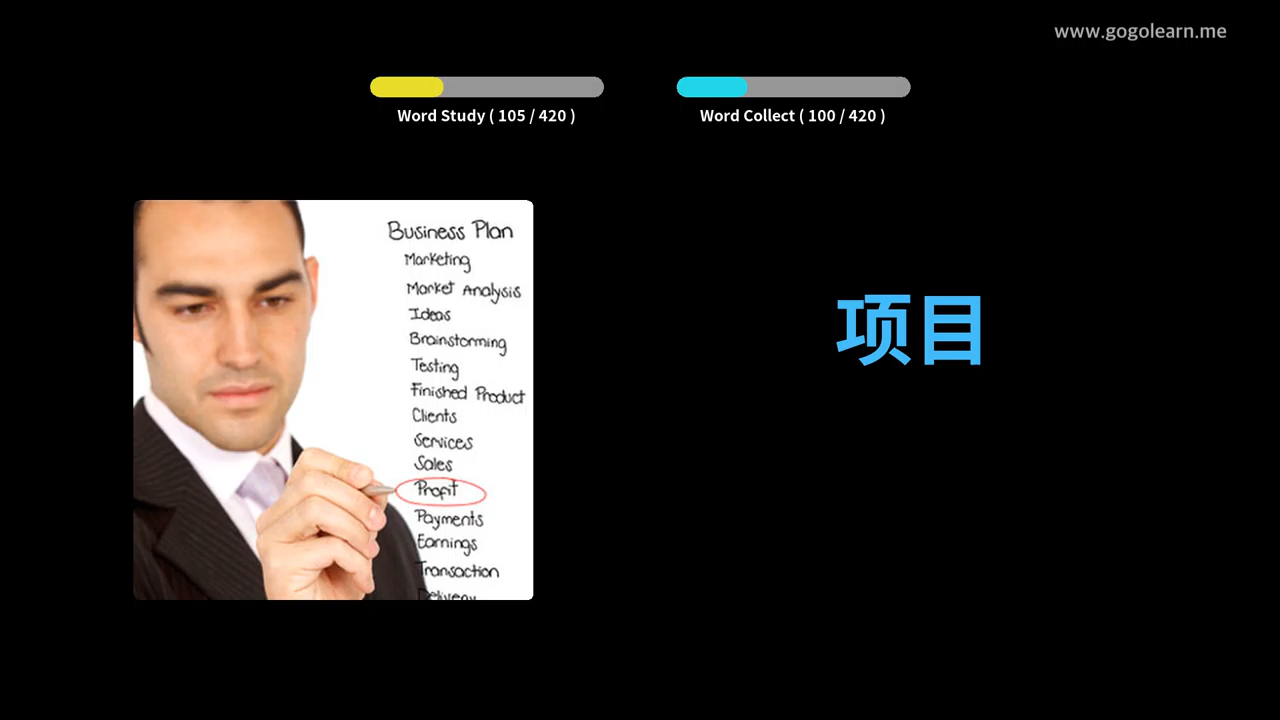 www.gogolearn.me
Word Study ( 105 / 420 )
Word Collect ( 100 / 420 )
Business Plan
Marketing
Market Analysis
Ideas
Brainstorming
Testing
Finished Product
Clients
Services
Sales
Profit
Payments
Earnings
Transaction
Delivery
项目